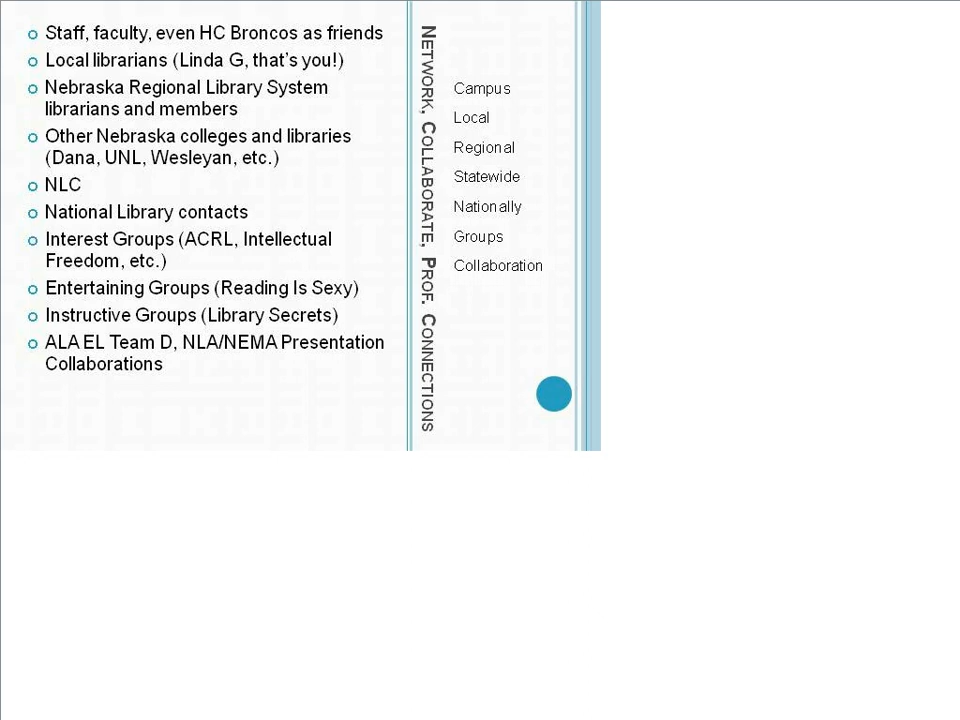 Staff, faculty, even HC Broncos as friends
Local librarians (Linda G, that's you!)
Nebraska Regional Library System
librarians and members
Other Nebraska colleges and libraries
(Dana, UNL, Wesleyan, etc.)
NLC
National Library contacts
Interest Groups (ACRL, Intellectual
Freedom, etc.)
Entertaining Groups (Reading Is Sexy)
Instructive Groups (Library Secrets)
ALA EL Team D, NLA/NEMA Presentation
Collaborations
NETWORK, COLLABORATE, PROF. CONNECTIONS
Campus
Local
Regional
Statewide
Nationally
Groups
Collaboration